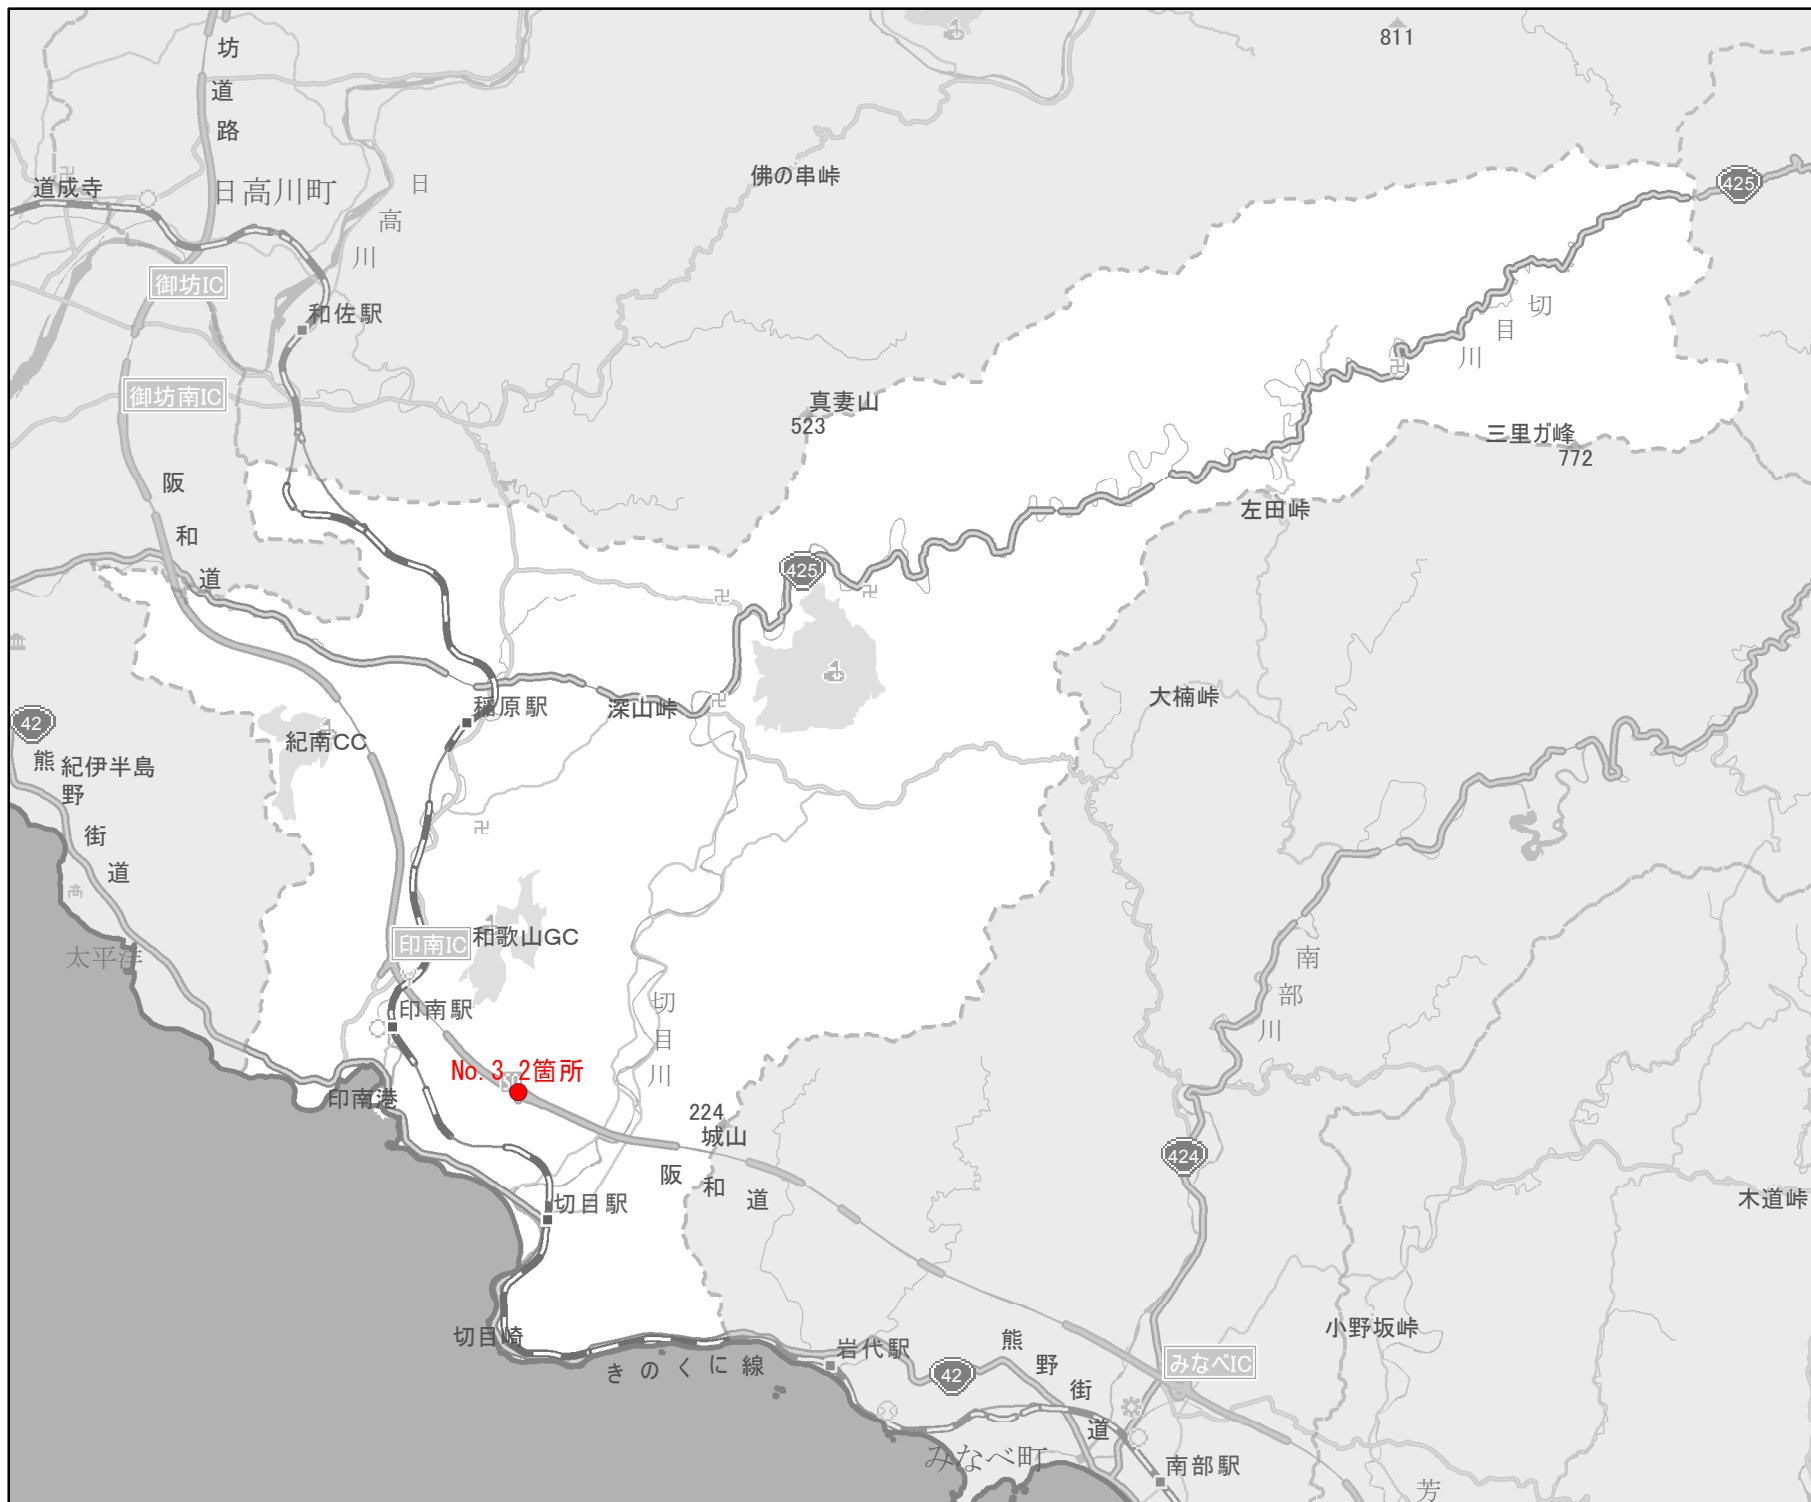 811
坊道路
道成寺
日高川町
日高川
佛の串峠
425
御坊IC
和佐駅
切目川
御坊南IC
真妻山
523
三里ガ峰
772
阪和道
左田峠
425
42
稲原駅
深山峠
大楠峠
紀南CC
熊野街道
紀伊半島
太平洋
印南IC
和歌山GC
南部川
印南駅
切目川
No.3 2箇所
印南港
224
城山
424
阪和道
切目駅
木道峠
切目崎
きのくに線
岩代駅
42
熊野街道
小野坂峠
みなべIC
みなべ町
南部駅
芳